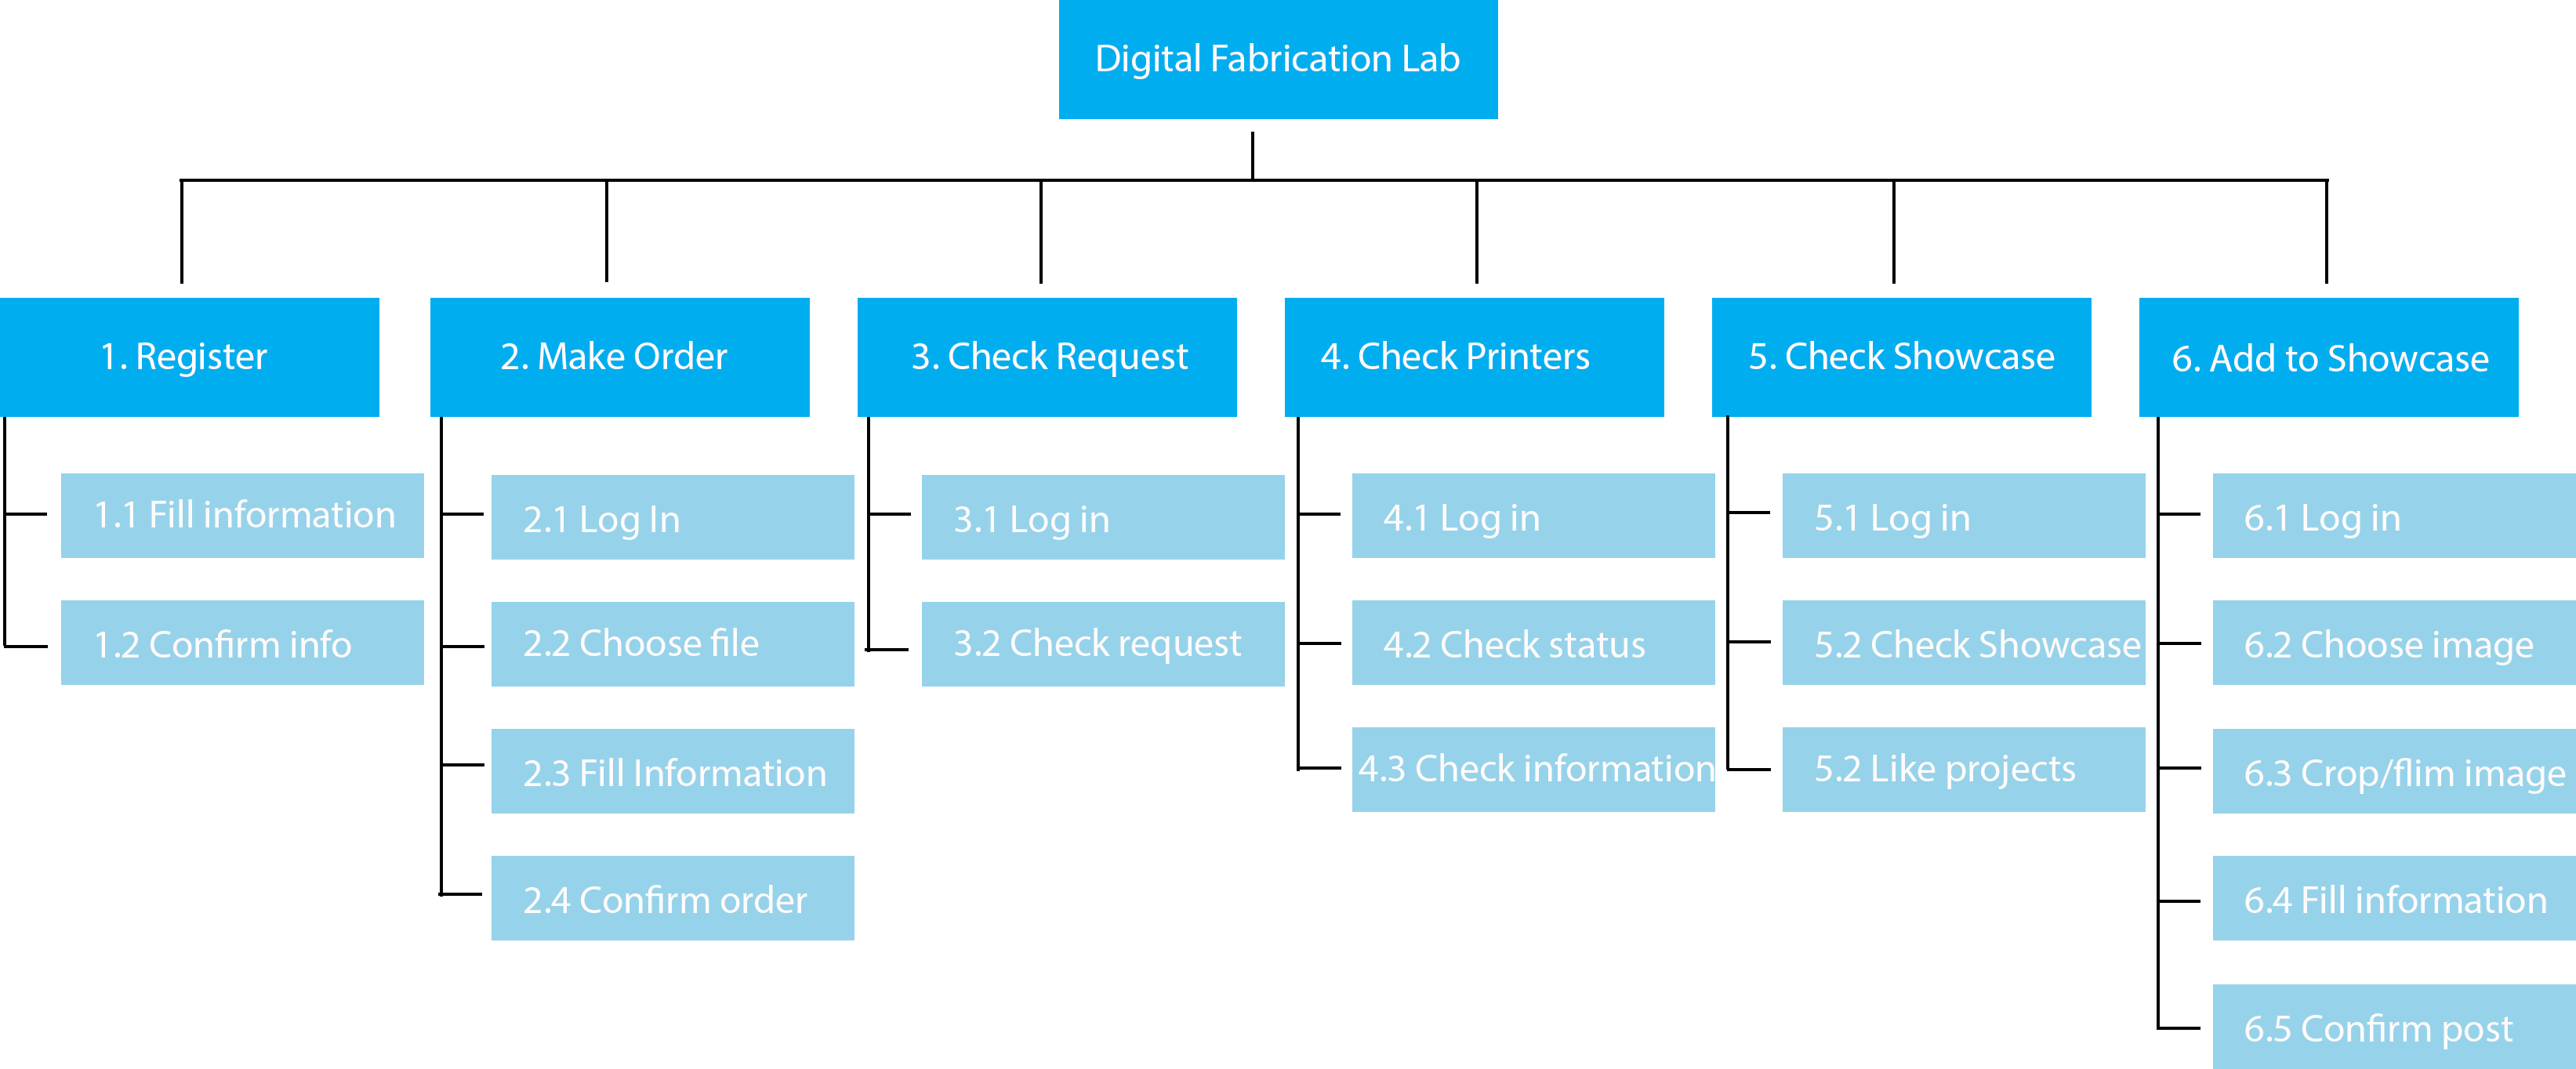 Digital Fabrication Lab
1. Register
2. Make Order
3. Check Request
4. Check Printers
5. Check Showcase
6. Add to Showcase
1.1 Fill information
1.2 Confirm info
2.1 Log In
2.2 Choose file
2.3 Fill Information
2.4 Confirm order
3.1 Log in
3.2 Check request
4.1 Log in
4.2 Check status
4.3 Check information
5.1 Log in
5.2 Check Showcase
5.2 Like projects
6.1 Log in
6.2 Choose image
6.3 Crop/flim image
6.4 Fill information
6.5 Confirm post